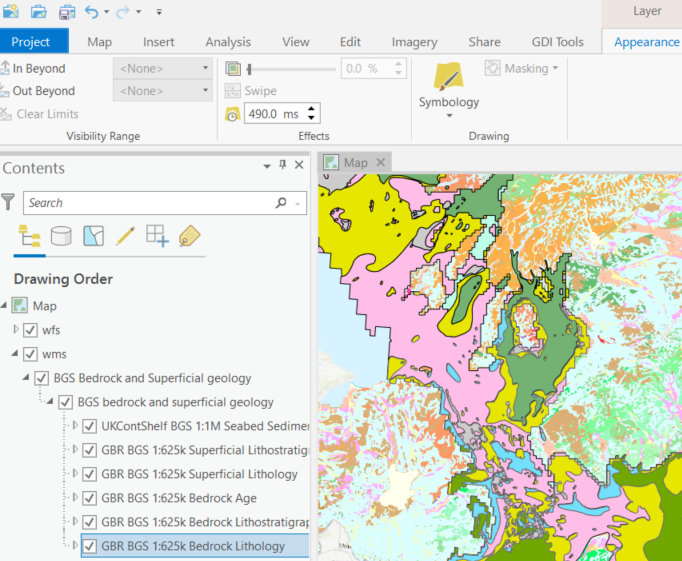 Layer
Project Map Insert Analysis View Edit Imagery Share GDI Tools Appearance
In Beyond <None> 0.0 % Masking
Out Beyond <None> Swipe Symbology
Clear Limits 490.0 ms
Visibility Range Effects Drawing
Contents Map
Search
Drawing Order
Map
wfs
wms
BGS Bedrock and Superficial geology
BGS bedrock and superficial geology
UKContShelf BGS 1:1M Seabed Sedimen
GBR BGS 1:625k Superficial Lithostratig
GBR BGS 1:625k Superficial Lithology
GBR BGS 1:625k Bedrock Age
GBR BGS 1:625k Bedrock Lithostratigrap
GBR BGS 1:625k Bedrock Lithology